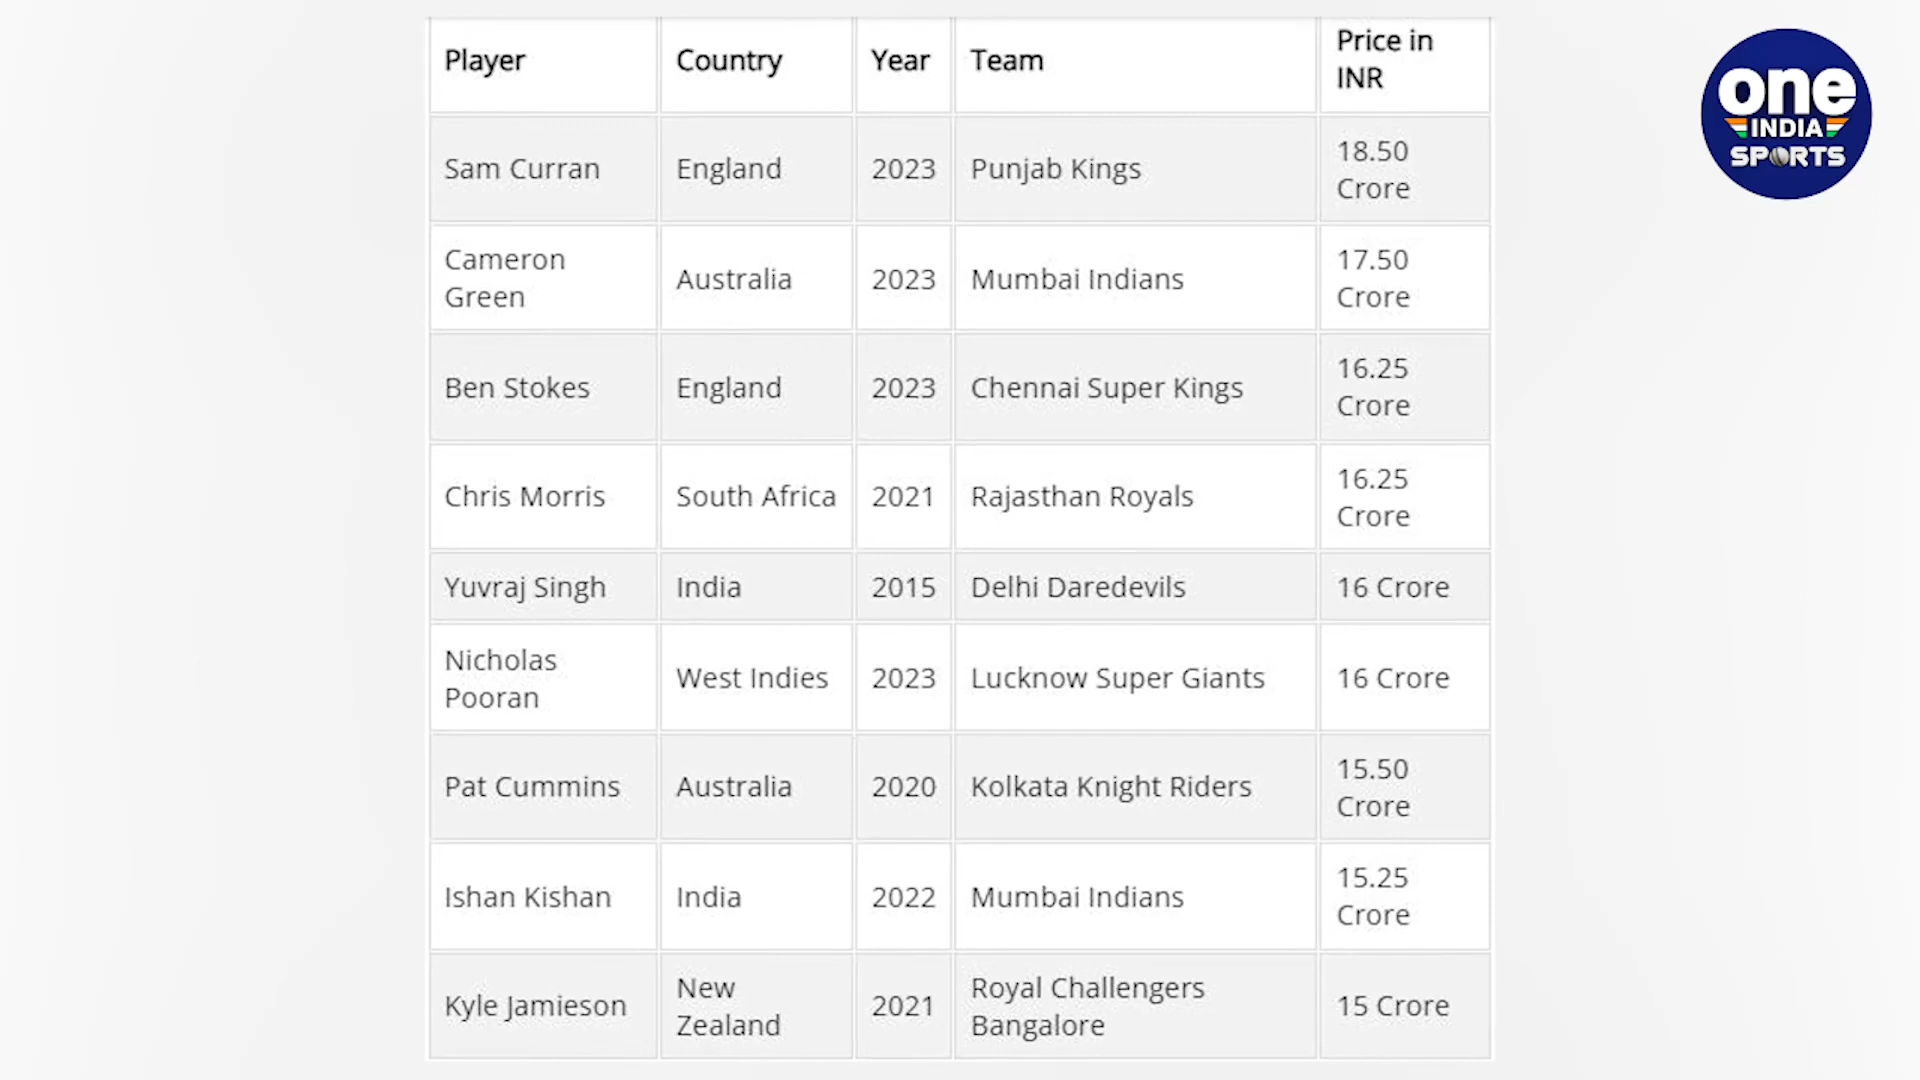 Player Country Year Team Price in
INR
Sam Curran England 2023 Punjab Kings 18.50
Crore
Cameron
Green Australia 2023 Mumbai Indians 17.50
Crore
Ben Stokes England 2023 Chennai Super Kings 16.25
Crore
Chris Morris South Africa 2021 Rajasthan Royals 16.25
Crore
Yuvraj Singh India 2015 Delhi Daredevils 16 Crore
Nicholas
Pooran West Indies 2023 Lucknow Super Giants 16 Crore
Pat Cummins Australia 2020 Kolkata Knight Riders 15.50
Crore
Ishan Kishan India 2022 Mumbai Indians 15.25
Crore
Kyle Jamieson New
Zealand 2021 Royal Challengers
Bangalore 15 Crore
one
INDIA
SPORTS